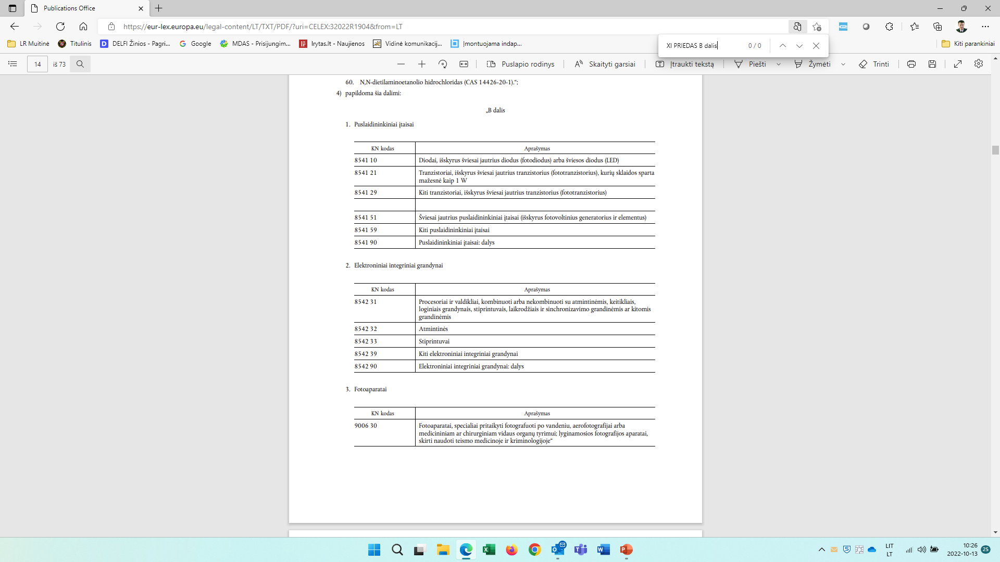 Publications Office
https://eur-lex.europa.eu/legal-content/LT/TXT/PDF/?uri=CELEX:32022R1904&from=LT
LR Muitinė
Titulinis
DELFI Žinios - Pagri...
Google
MDAS - Prisijungim...
lrytas.lt - Naujienos
Vidinė komunikacij...
Įmontuojama indap...
Kiti parankiniai
XI PRIEDAS B dalis
0 / 0
14
iš 73
Puslapio rodinys
Skaityti garsiai
Įtraukti tekstą
Piešti
Žymėti
Trinti
60. N,N-dietilaminoetanolio hidrochloridas (CAS 14426-20-1).“;
4) papildoma šia dalimi:
„B dalis
1. Puslaidininkiniai įtaisai
KN kodas Aprašymas
8541 10 Diodai, išskyrus šviesai jautrius diodus (fotodiodus) arba šviesos diodus (LED)
8541 21 Tranzistoriai, išskyrus šviesai jautrius tranzistorius (fototranzistorius), kurių sklaidos sparta
mažesnė kaip 1 W
8541 29 Kiti tranzistoriai, išskyrus šviesai jautrius tranzistorius (fototranzistorius)
8541 51 Šviesai jautrius puslaidininkiniai įtaisai (išskyrus fotovoltinius generatorius ir elementus)
8541 59 Kiti puslaidininkiniai įtaisai
8541 90 Puslaidininkiniai įtaisai: dalys
2. Elektroniniai integriniai grandynai
KN kodas Aprašymas
8542 31 Procesoriai ir valdikliai, kombinuoti arba nekombinuoti su atmintinėmis, keitikliais,
loginiais grandynais, stiprintuvais, laikrodžiais ir sinchronizavimo grandinėmis ar kitomis
grandinėmis
8542 32 Atmintinės
8542 33 Stiprintuvai
8542 39 Kiti elektroniniai integriniai grandynai
8542 90 Elektroniniai integriniai grandynai: dalys
3. Fotoaparatai
KN kodas Aprašymas
9006 30 Fotoaparatai, specialiai pritaikyti fotografuoti po vandeniu, aerofotografijai arba
medicininiam ar chirurginiam vidaus organų tyrimui; lyginamosios fotografijos aparatai,
skirti naudoti teismo medicinoje ir kriminologijoje“
LIT
LT
10:26
2022-10-13
25